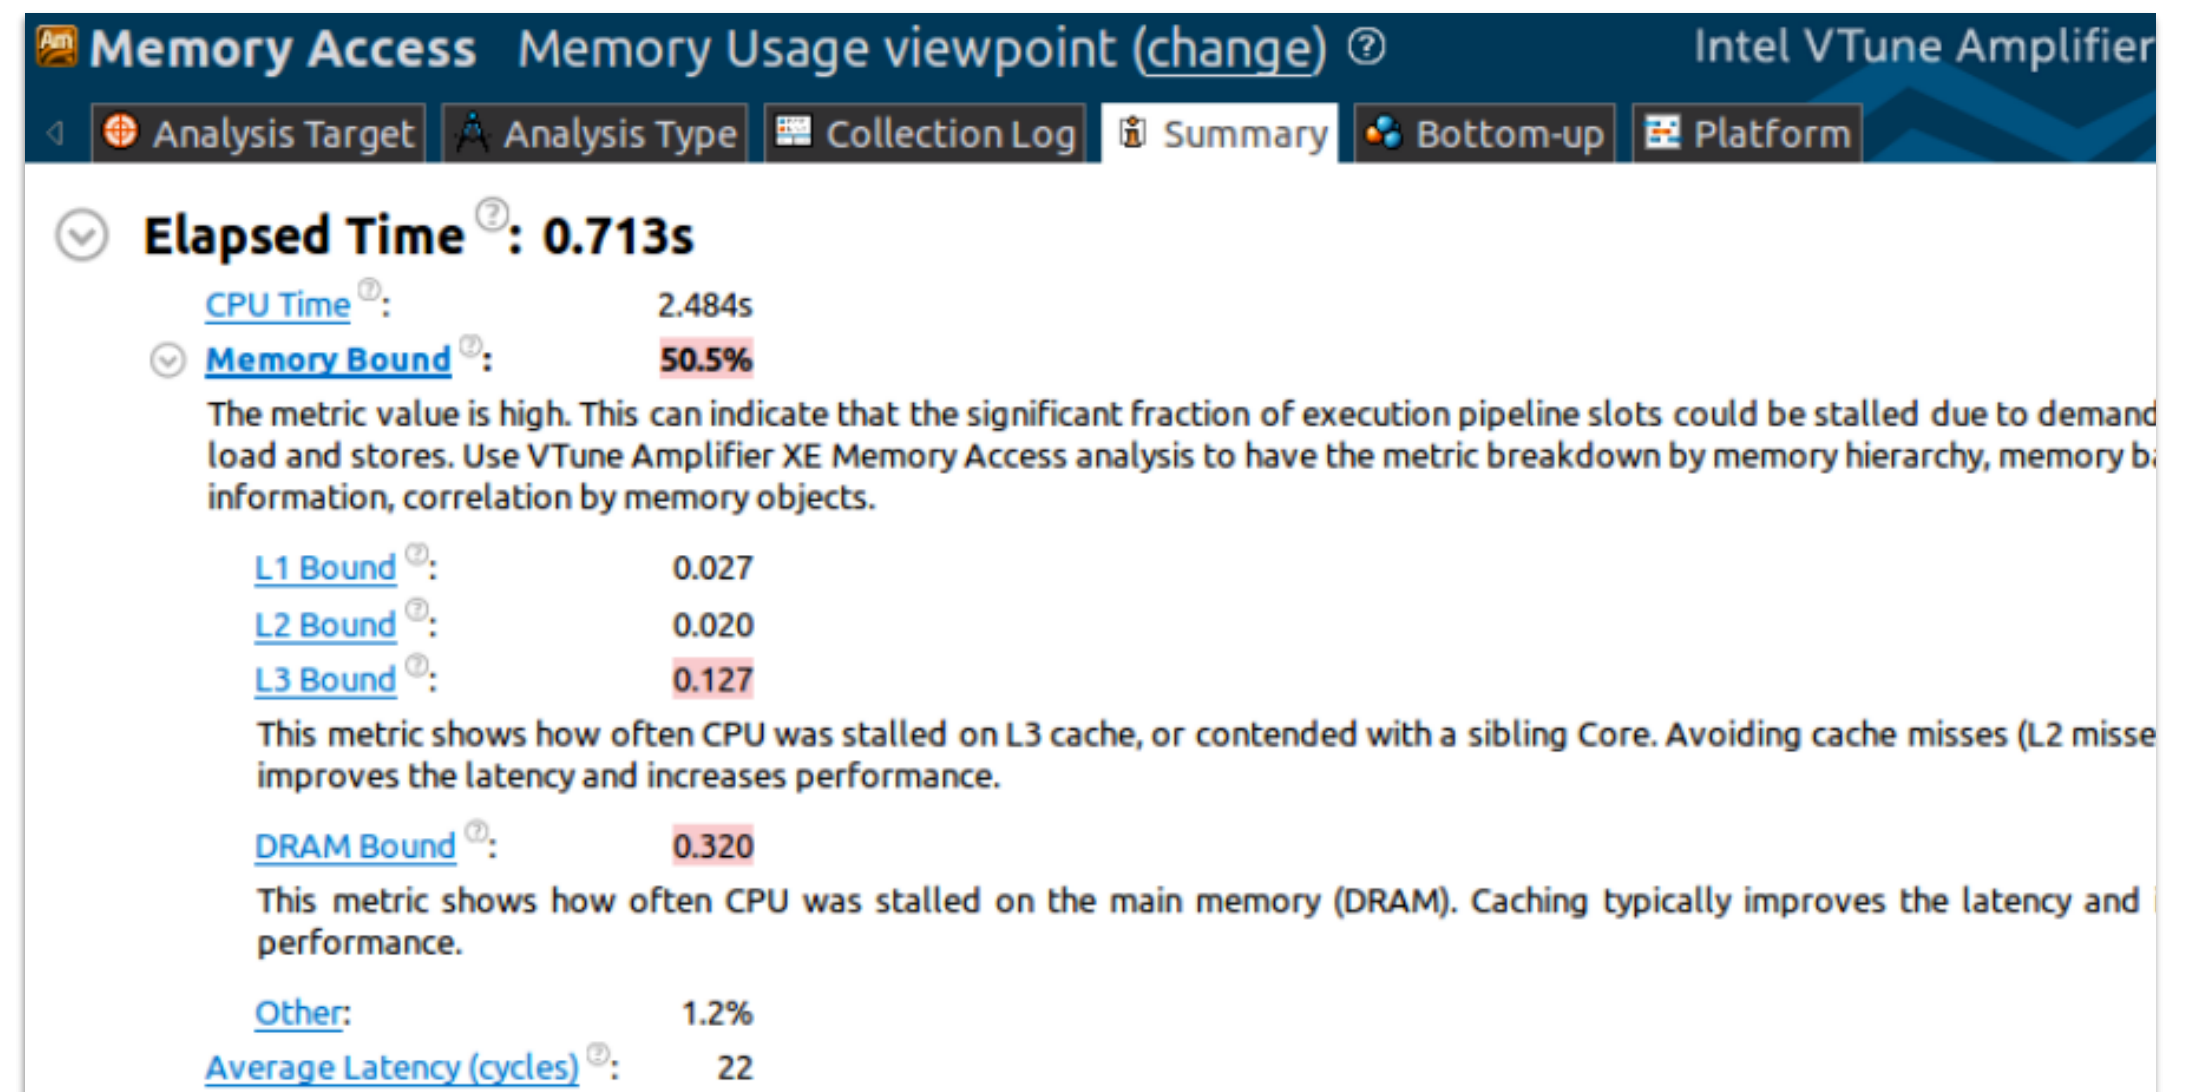 Am Memory Access Memory Usage viewpoint (change) ? Intel VTune Amplifier
Analysis Target Analysis Type Collection Log Summary Bottom-up Platform
Elapsed Time ?: 0.713s
CPU Time ?: 2.484s
Memory Bound ?: 50.5%
The metric value is high. This can indicate that the significant fraction of execution pipeline slots could be stalled due to demand
load and stores. Use VTune Amplifier XE Memory Access analysis to have the metric breakdown by memory hierarchy, memory
information, correlation by memory objects.
L1 Bound ?: 0.027
L2 Bound ?: 0.020
L3 Bound ?: 0.127
This metric shows how often CPU was stalled on L3 cache, or contended with a sibling Core. Avoiding cache misses (L2 misse
improves the latency and increases performance.
DRAM Bound ?: 0.320
This metric shows how often CPU was stalled on the main memory (DRAM). Caching typically improves the latency and
performance.
Other: 1.2%
Average Latency (cycles) ?: 22